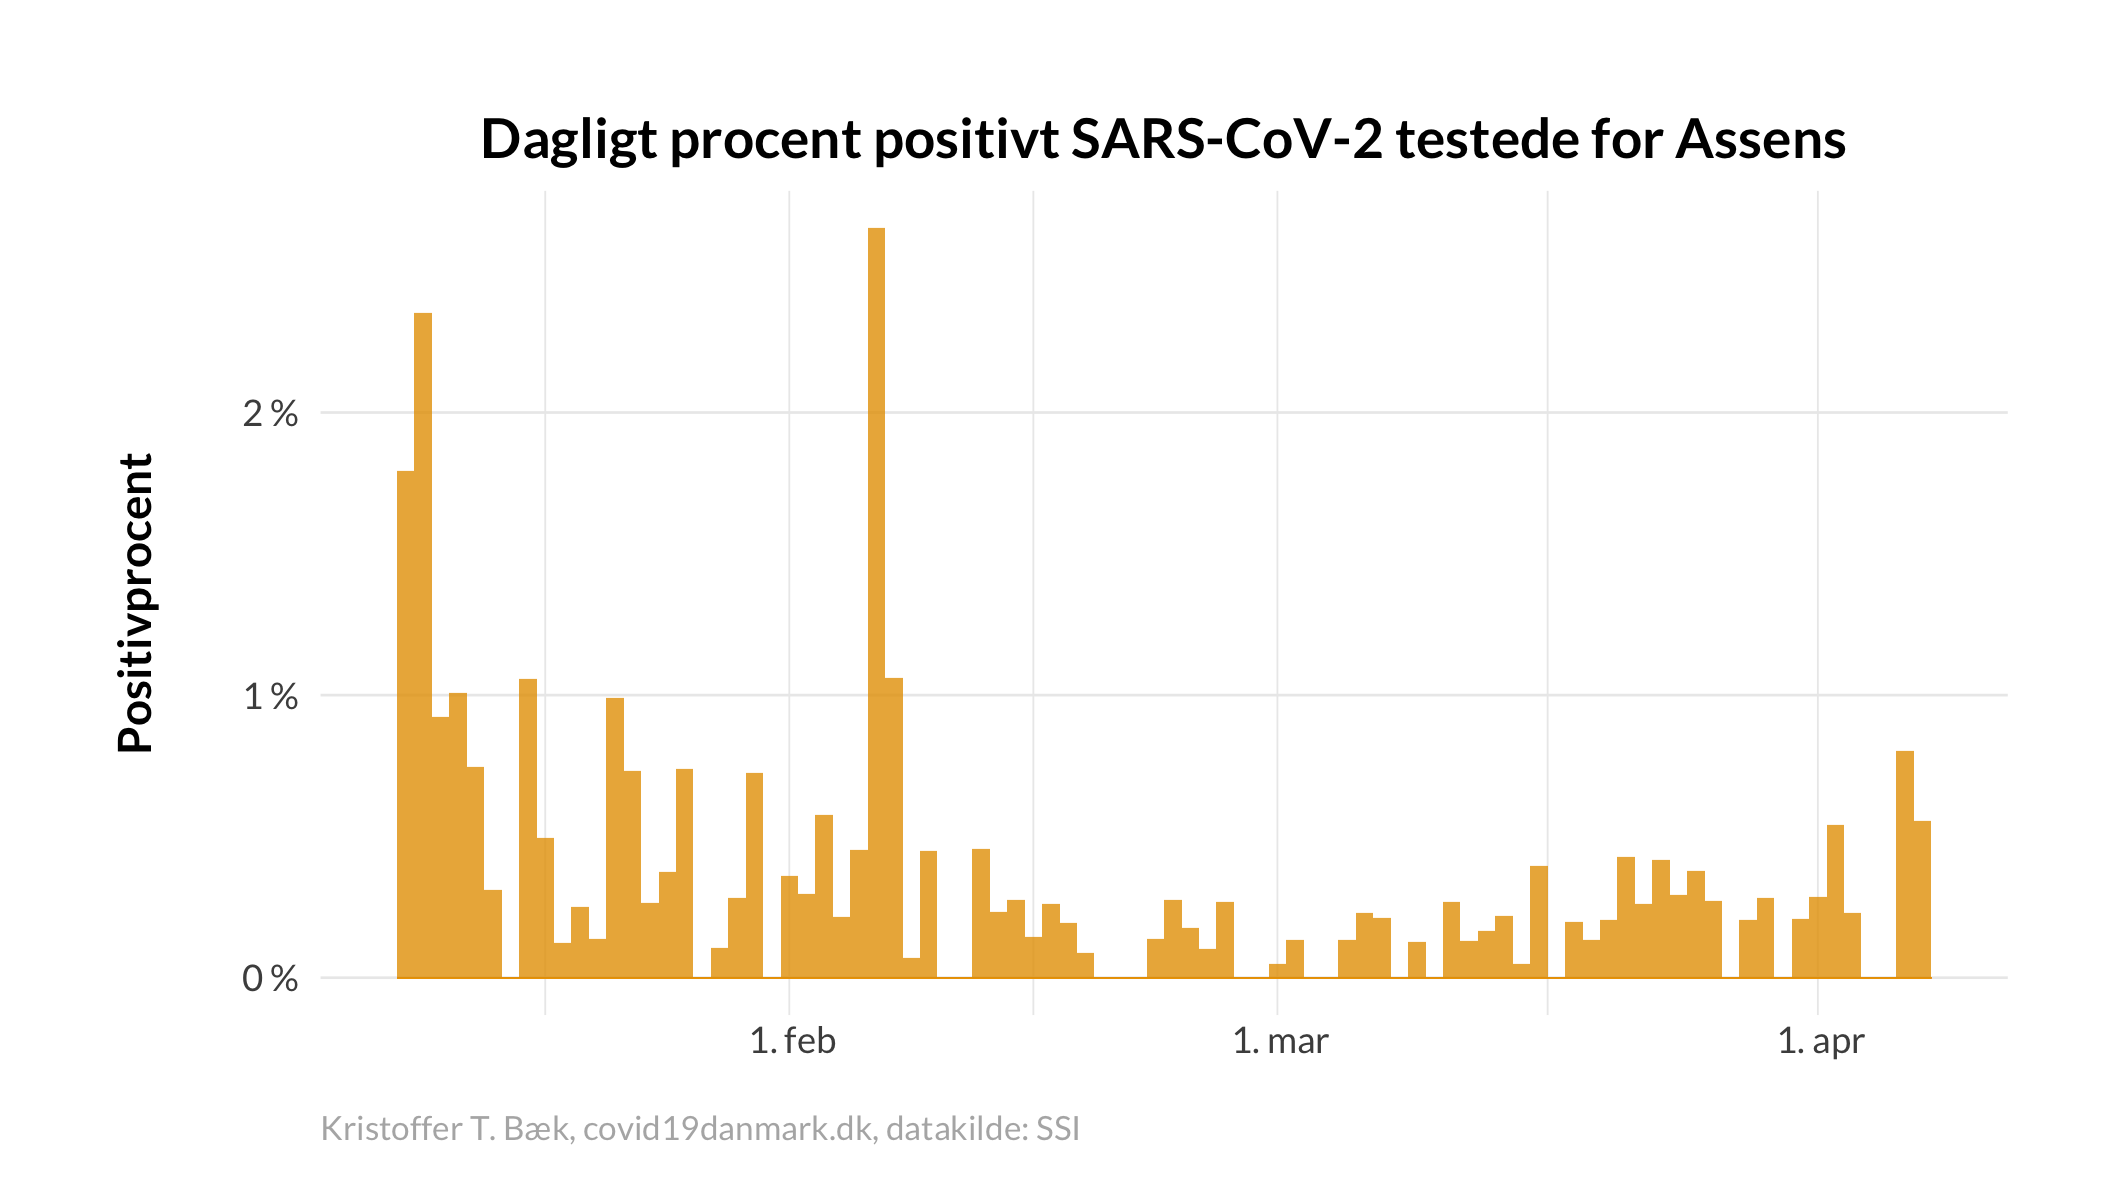 Dagligt procent positivt SARS-CoV-2 testede for Assens
Positivprocent
2 %
1 %
0 %
1. feb
1. mar
1. apr
Kristoffer T. Bæk, covid19danmark.dk, datakilde: SSI